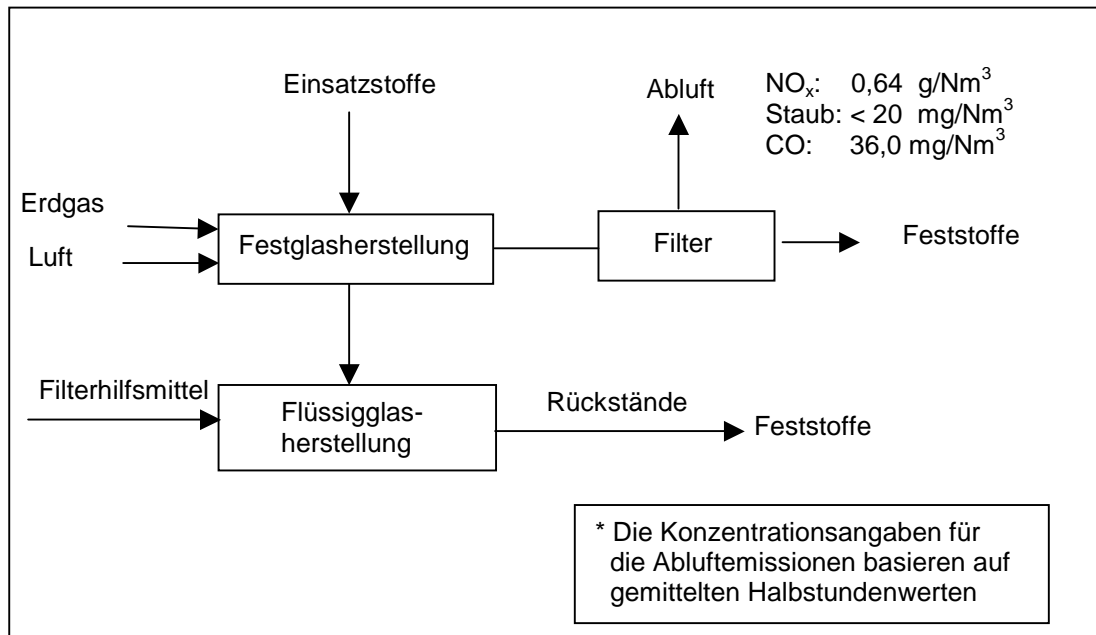 Einsatzstoffe
Abluft
NOₓ: 0,64 g/Nm³
Staub: < 20 mg/Nm³
CO: 36,0 mg/Nm³
Erdgas
Luft
Festglasherstellung
Filter
Feststoffe
Filterhilfsmittel
Flüssigglas-
herstellung
Rückstände
Feststoffe
* Die Konzentrationsangaben für
die Abluftemissionen basieren auf
gemittelten Halbstundenwerten